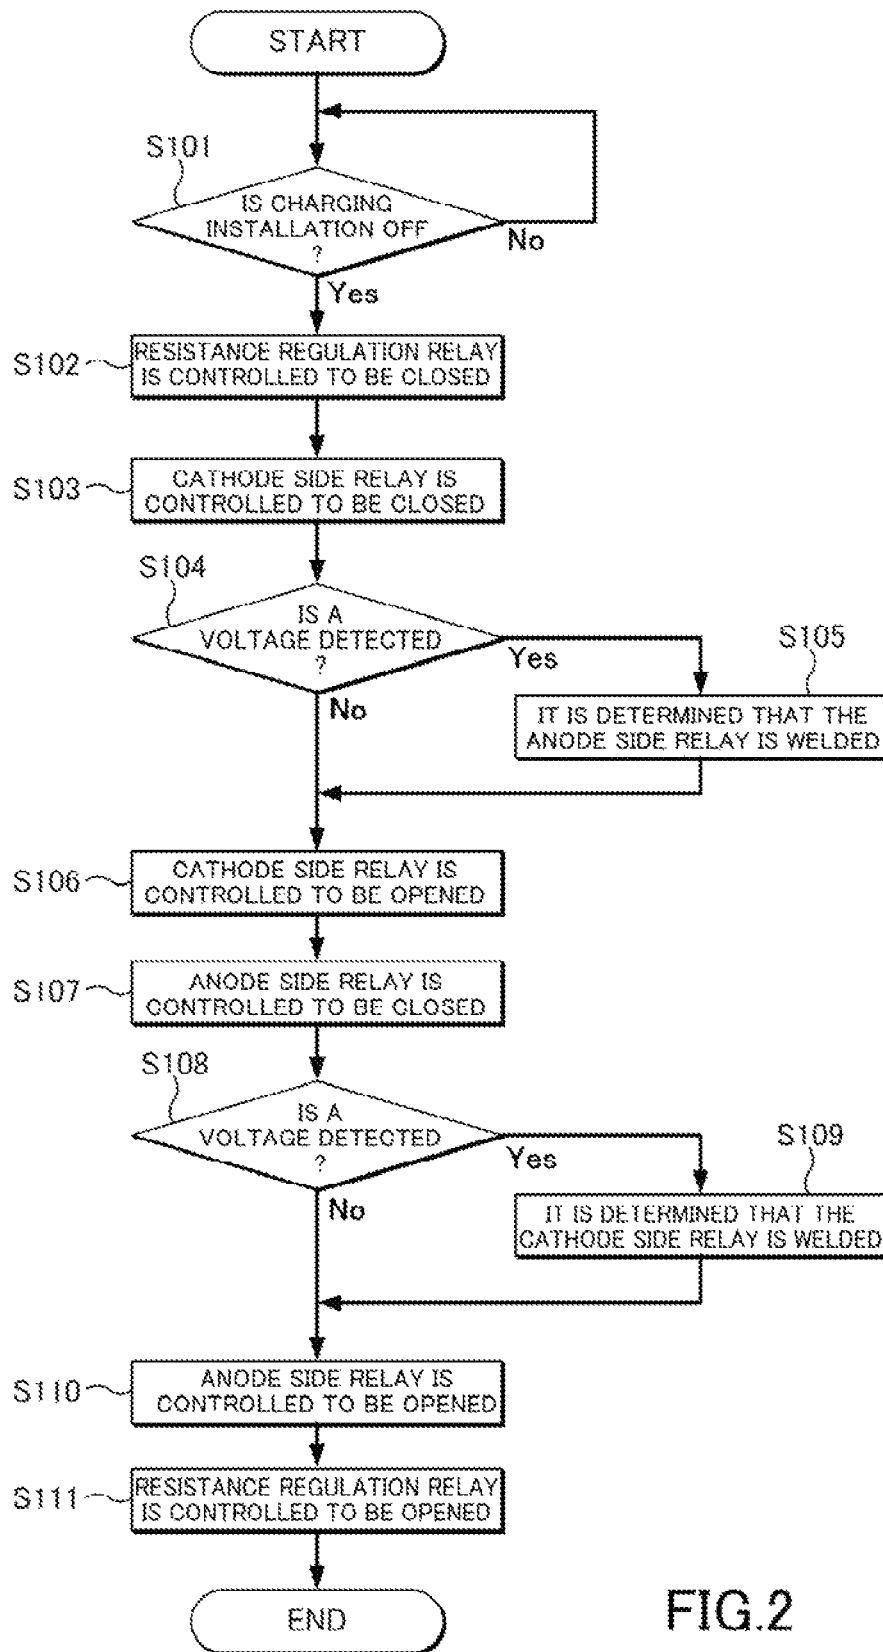 START
S101
IS CHARGING
INSTALLATION OFF
?
No
Yes
S102
RESISTANCE REGULATION RELAY
IS CONTROLLED TO BE CLOSED
S103
CATHODE SIDE RELAY IS
CONTROLLED TO BE CLOSED
S104
IS A
VOLTAGE DETECTED
?
Yes
No
S105
IT IS DETERMINED THAT THE
ANODE SIDE RELAY IS WELDED
S106
CATHODE SIDE RELAY IS
CONTROLLED TO BE OPENED
S107
ANODE SIDE RELAY IS
CONTROLLED TO BE CLOSED
S108
IS A
VOLTAGE DETECTED
?
Yes
No
S109
IT IS DETERMINED THAT THE
CATHODE SIDE RELAY IS WELDED
S110
ANODE SIDE RELAY IS
CONTROLLED TO BE OPENED
S111
RESISTANCE REGULATION RELAY
IS CONTROLLED TO BE OPENED
END
FIG.2